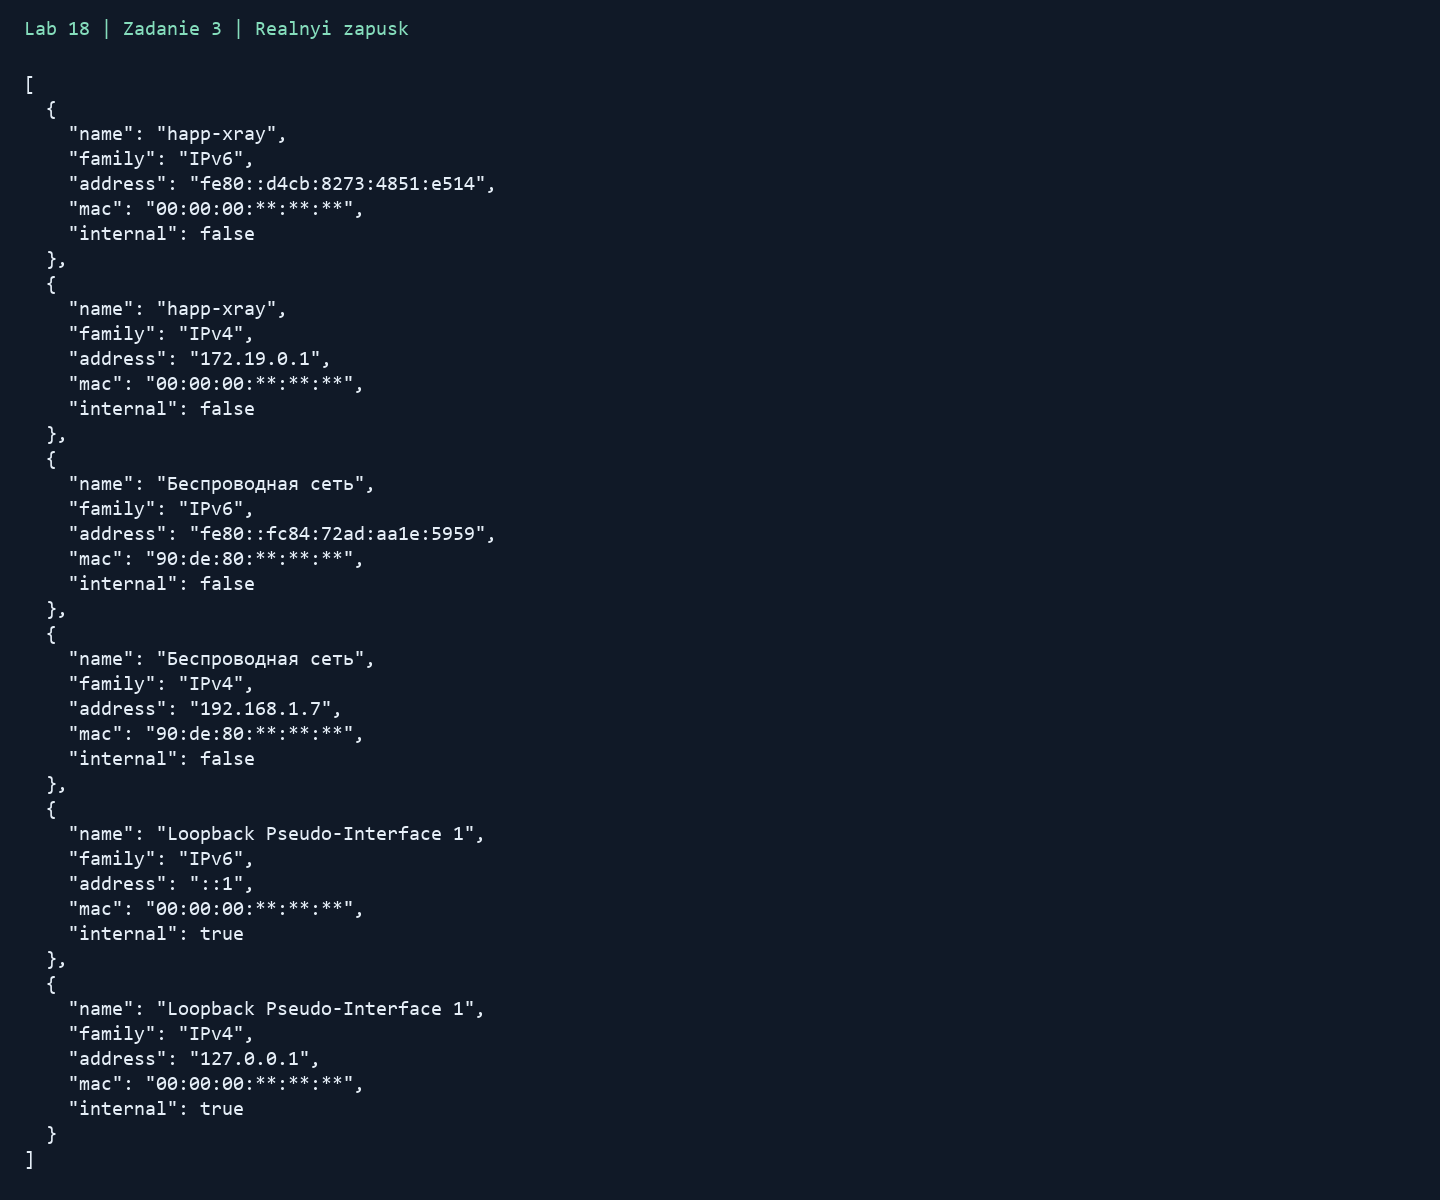 Lab 18 | Zadanie 3 | Realnyi zapusk
[
  {
    "name": "happ-xray",
    "family": "IPv6",
    "address": "fe80::d4cb:8273:4851:e514",
    "mac": "00:00:00:**:**:**",
    "internal": false
  },
  {
    "name": "happ-xray",
    "family": "IPv4",
    "address": "172.19.0.1",
    "mac": "00:00:00:**:**:**",
    "internal": false
  },
  {
    "name": "Беспроводная сеть",
    "family": "IPv6",
    "address": "fe80::fc84:72ad:aa1e:5959",
    "mac": "90:de:80:**:**:**",
    "internal": false
  },
  {
    "name": "Беспроводная сеть",
    "family": "IPv4",
    "address": "192.168.1.7",
    "mac": "90:de:80:**:**:**",
    "internal": false
  },
  {
    "name": "Loopback Pseudo-Interface 1",
    "family": "IPv6",
    "address": "::1",
    "mac": "00:00:00:**:**:**",
    "internal": true
  },
  {
    "name": "Loopback Pseudo-Interface 1",
    "family": "IPv4",
    "address": "127.0.0.1",
    "mac": "00:00:00:**:**:**",
    "internal": true
  }
]